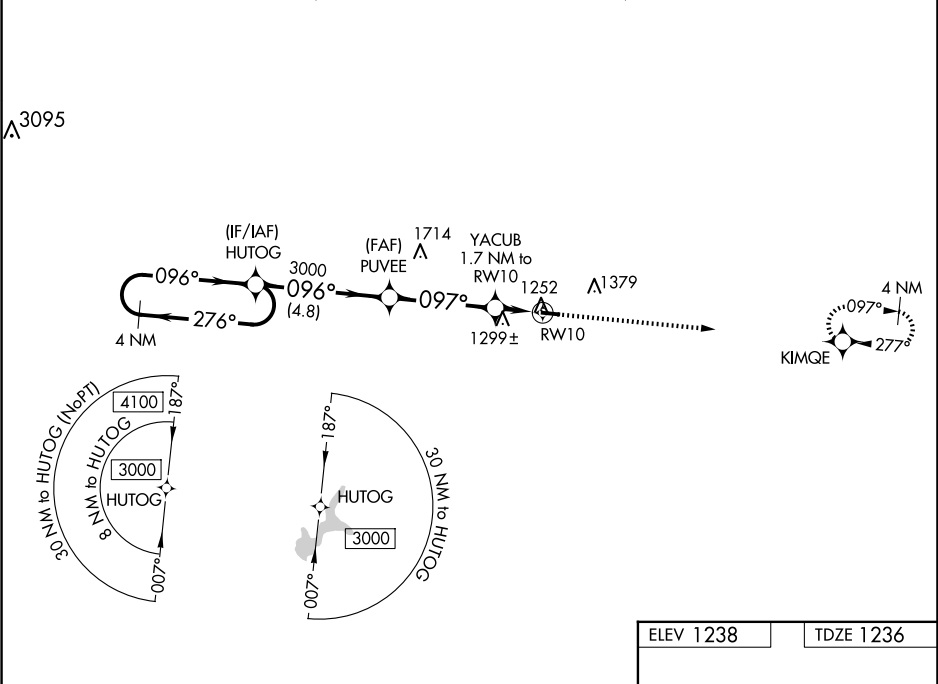 3095
(IF/IAF)
HUTOG
(FAF)
PUVEE
1714
YACUB
1.7 NM to
RW10
3000
096°
096°
(4.8)
097°
1252
1379
4 NM
276°
4 NM
1299±
RW10
097°
277°
KIMQE
30 NM to HUTOG (NoPT)
4100
187°
8 NM to HUTOG
3000
HUTOG
007°
187°
HUTOG
3000
30 NM to HUTOG
007°
ELEV 1238
TDZE 1236